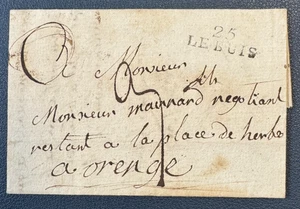 25
LE BUIS
A Monsieur
Monsieur maynard negotiant
restant a la place de herbe
a orenge